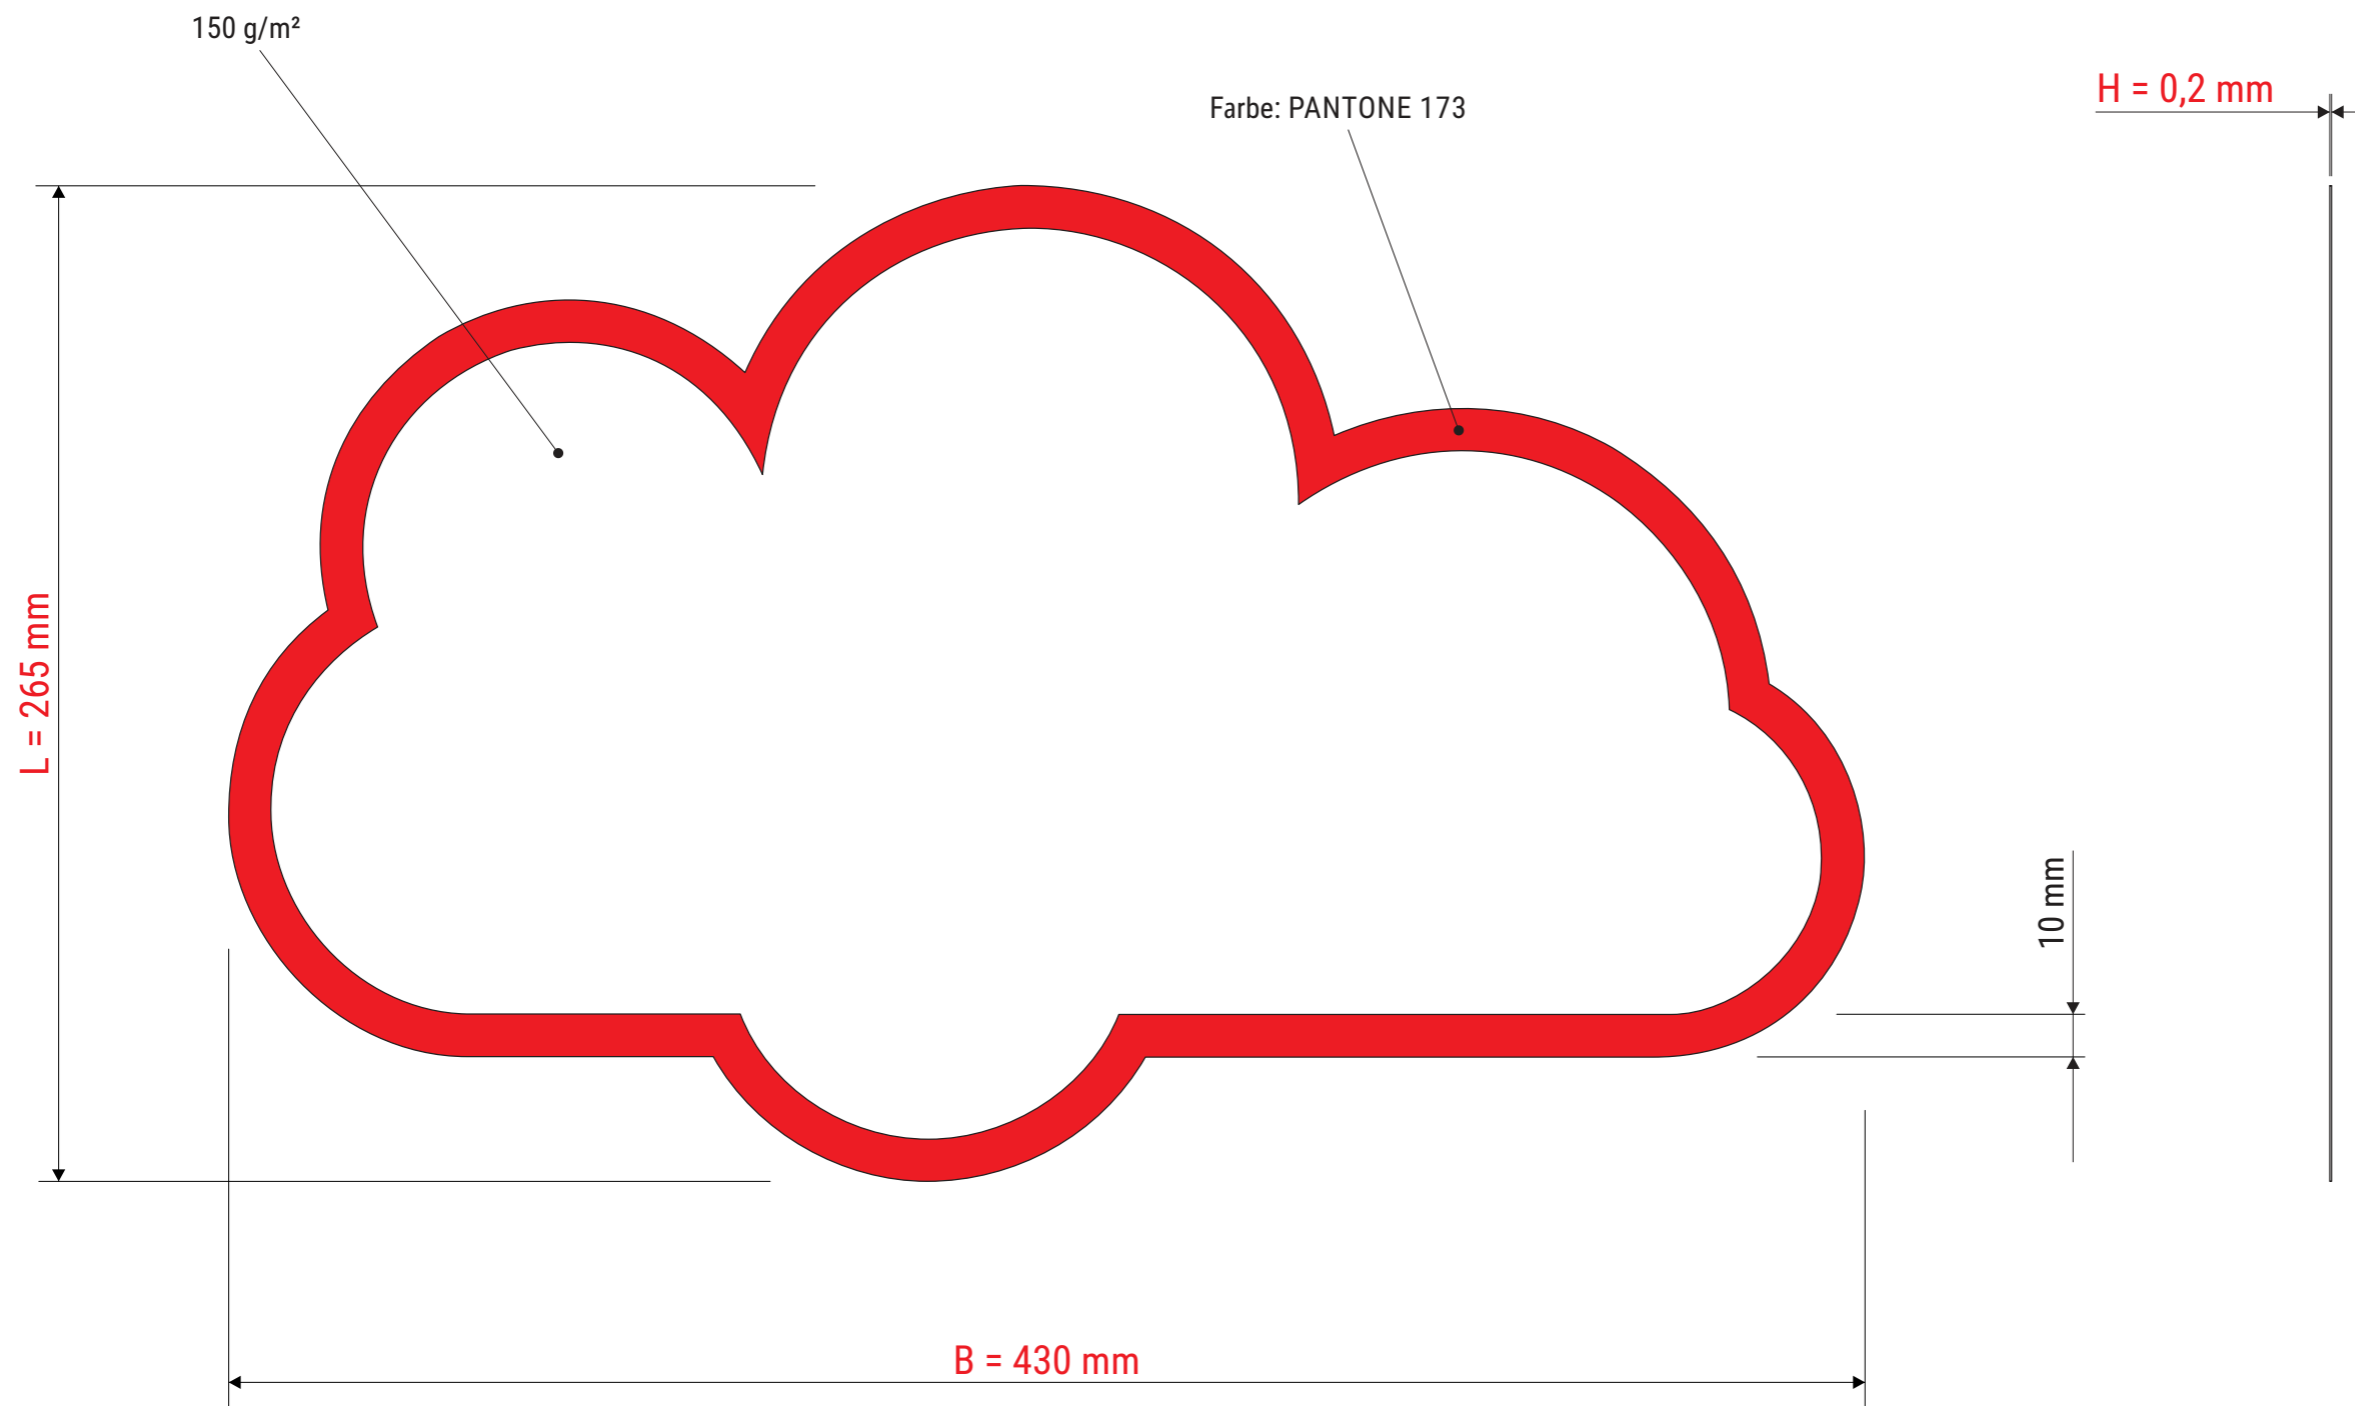 150 g/m²
Farbe: PANTONE 173
H = 0,2 mm
L = 265 mm
10 mm
B = 430 mm